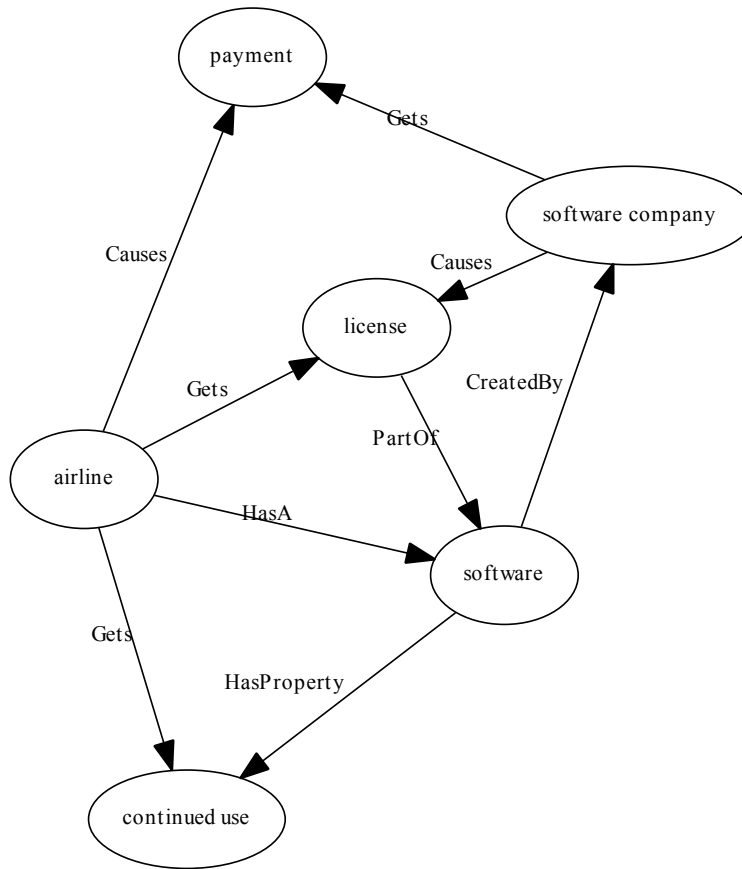 payment
Gets
software company
Causes
Causes
license
CreatedBy
Gets
PartOf
airline
HasA
software
Gets
HasProperty
continued use